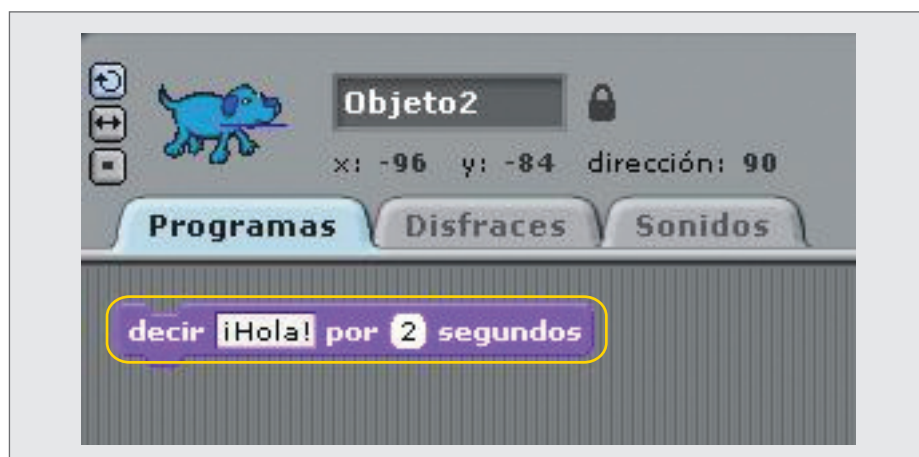 Objeto2
x: -96 y: -84 dirección: 90
Programas Disfraces Sonidos
decir ¡Hola! por 2 segundos